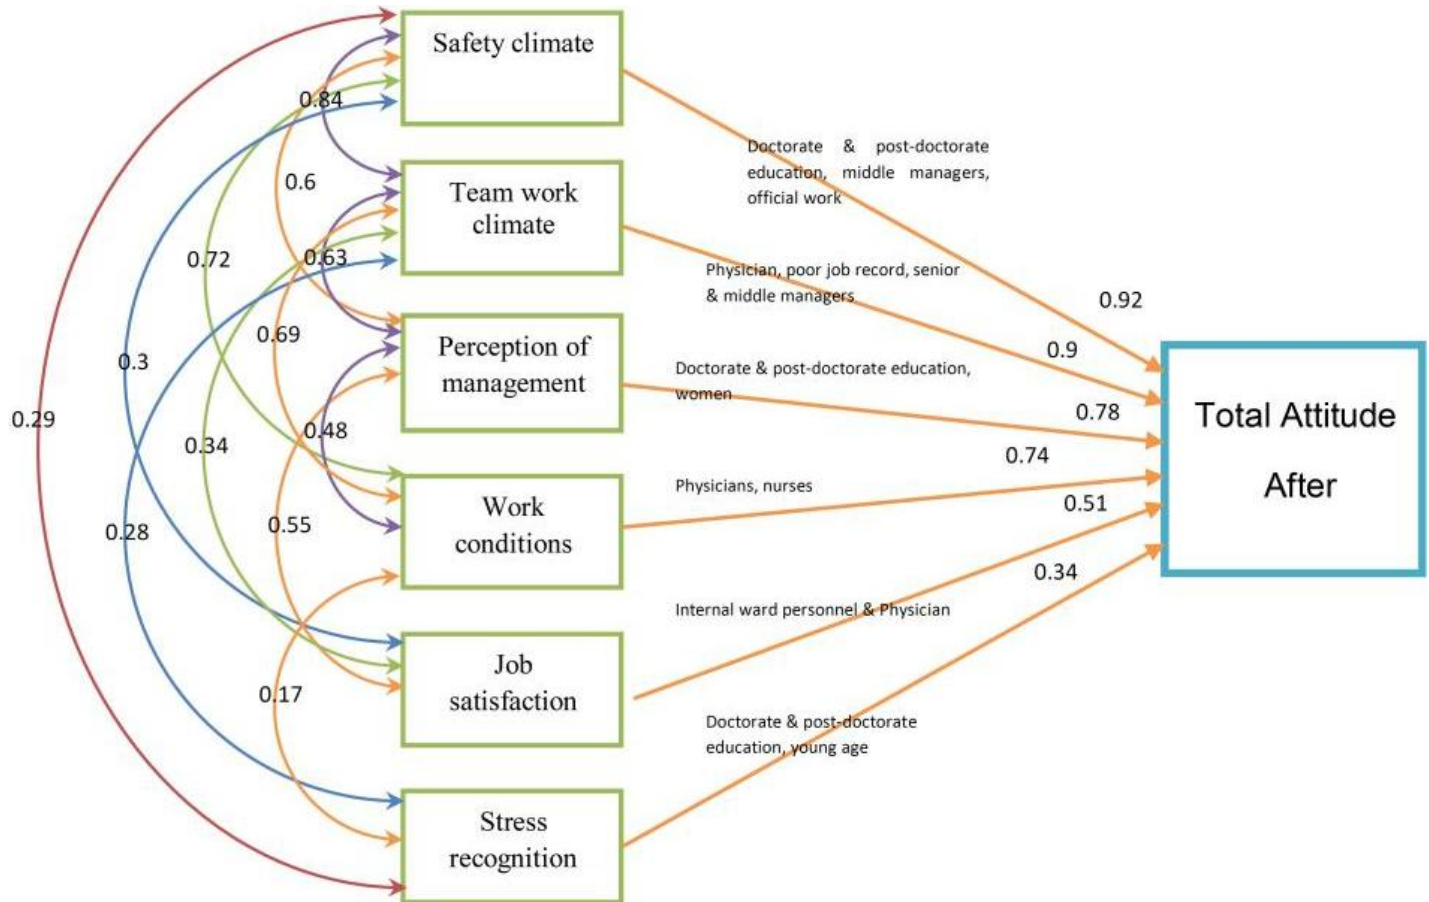 Safety climate
0.84
Doctorate & post-doctorate
education, middle managers,
official work
0.6
Team work
climate
0.72
0.63
Physician, poor job record, senior
& middle managers
0.92
0.69
0.9
0.3
Perception of
management
Doctorate & post-doctorate education,
women
0.78
Total Attitude
After
0.29
0.48
0.34
0.74
Physicians, nurses
0.51
Work
conditions
0.55
0.28
0.34
Internal ward personnel & Physician
Job
satisfaction
0.17
Doctorate & post-doctorate
education, young age
Stress
recognition